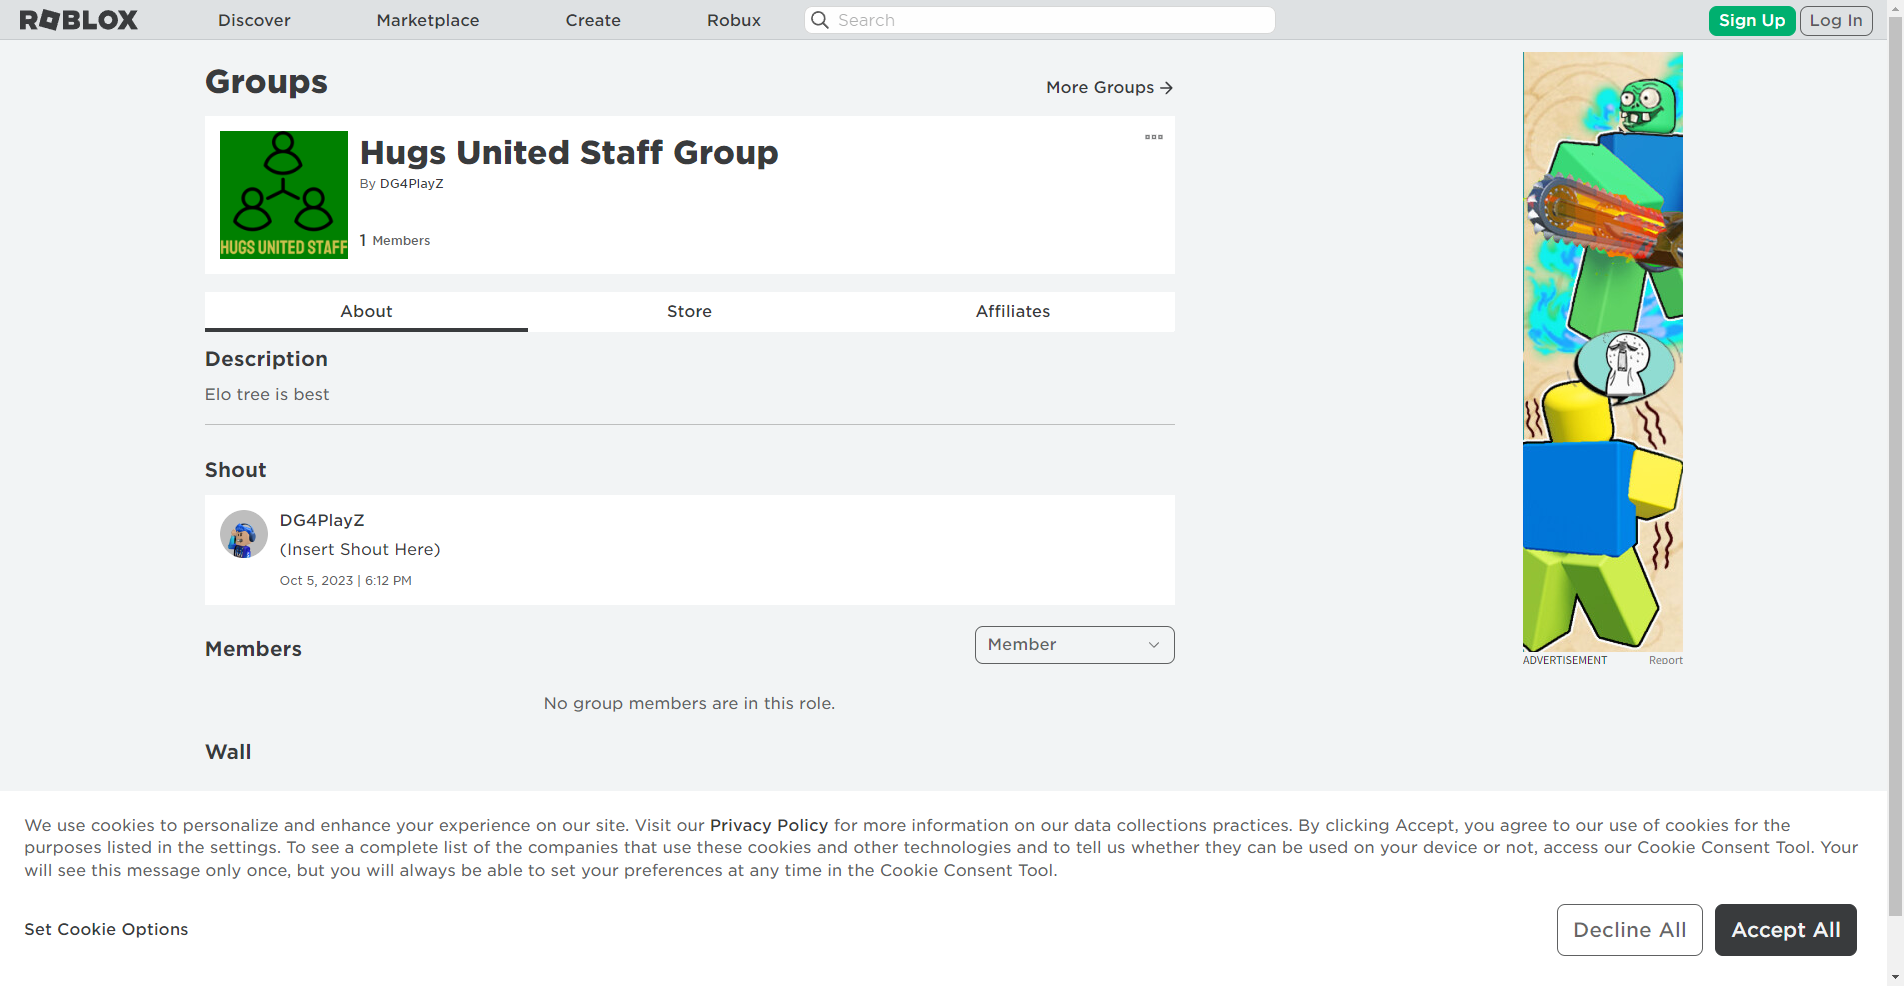 ROBLOX Discover Marketplace Create Robux Search Sign Up Log In
Groups
More Groups
Hugs United Staff Group
By DG4PlayZ
1 Members
HUGS UNITED STAFF
About Store Affiliates
Description
Elo tree is best
Shout
DG4PlayZ
(Insert Shout Here)
Oct 5, 2023 | 6:12 PM
Members
Member
ADVERTISEMENT Report
No group members are in this role.
Wall
We use cookies to personalize and enhance your experience on our site. Visit our Privacy Policy for more information on our data collections practices. By clicking Accept, you agree to our use of cookies for the
purposes listed in the settings. To see a complete list of the companies that use these cookies and other technologies and to tell us whether they can be used on your device or not, access our Cookie Consent Tool. Your
will see this message only once, but you will always be able to set your preferences at any time in the Cookie Consent Tool.
Set Cookie Options
Decline All Accept All